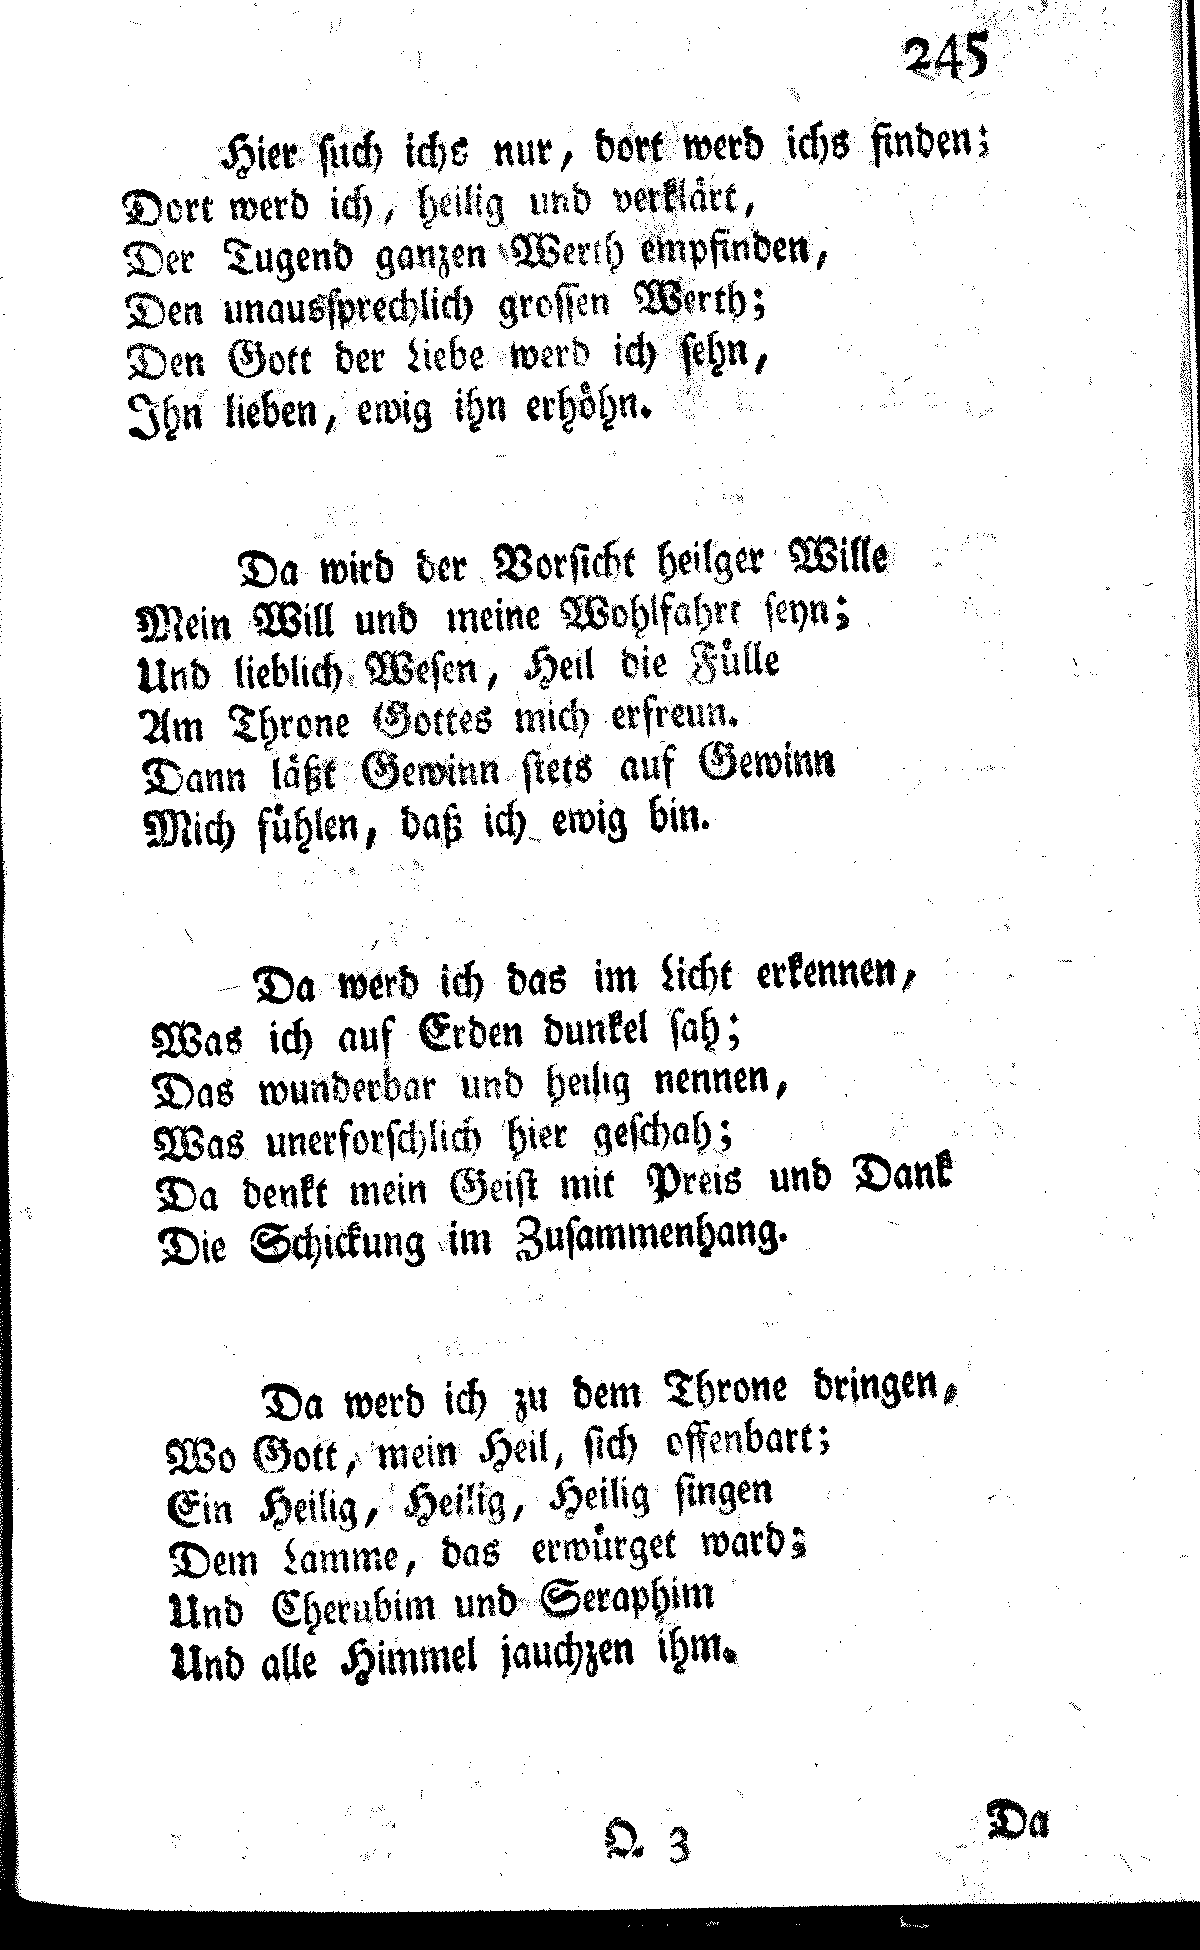 245
Hier such ichs nur, dort werd ichs finden;
Dort werd ich, heilig und verklärt,
Der Tugend ganzen Werth empfinden,
Den unaussprechlich grossen Werth;
Den Gott der Liebe werd ich sehn,
Ihn lieben, ewig ihn erhöhn.
Da wird der Vorsicht heilger Wille
Mein Will und meine Wohlfahrt seyn;
Und lieblich Wesen, Heil die Fülle
Am Throne Gottes mich erfreun.
Dann läßt Gewinn stets auf Gewinn
Mich fühlen, daß ich ewig bin.
Da werd ich das im Licht erkennen,
Was ich auf Erden dunkel sah;
Das wunderbar und heilig nennen,
Was unerforschlich hier geschah;
Da denkt mein Geist mit Preis und Dank
Die Schickung im Zusammenhang.
Da werd ich zu dem Throne dringen,
Wo Gott, mein Heil, sich offenbart;
Ein Heilig, Heilig, Heilig singen
Dem Lamme, das erwürget ward;
Und Cherubim und Seraphim
Und alle Himmel jauchzen ihm.
Q. 3
Da